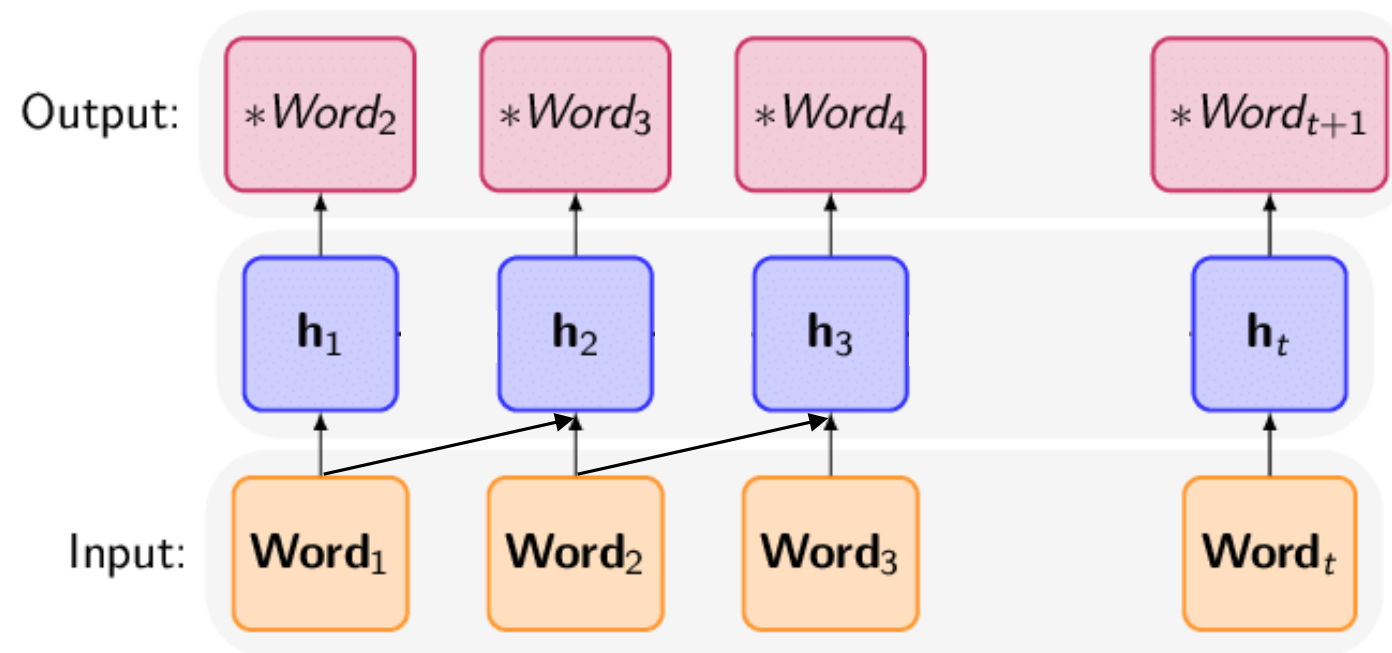 Output: *Word₂ *Word₃ *Word₄ *Wordₜ₊₁
h₁ h₂ h₃ hₜ
Input: Word₁ Word₂ Word₃ Wordₜ